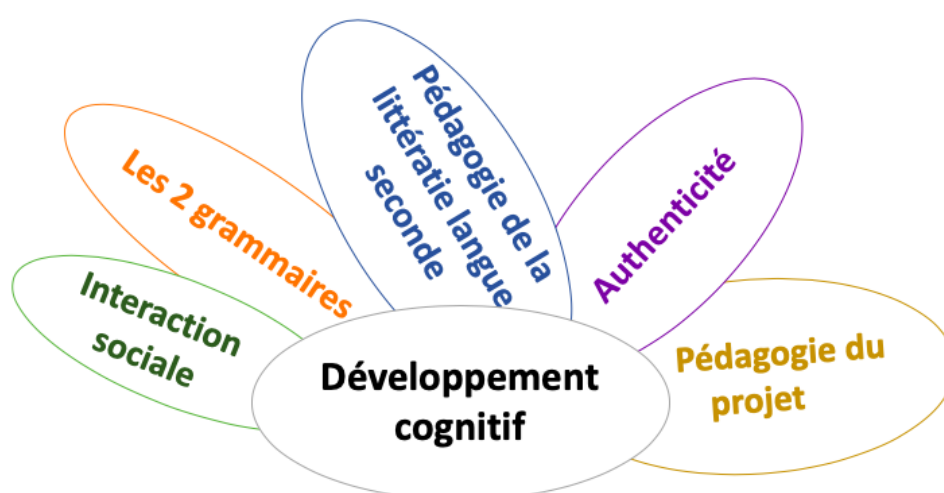 Interaction
sociale
Les 2 grammaires
Pédagogie de la
littératie langue
seconde
Authenticité
Pédagogie du
projet
Développement
cognitif